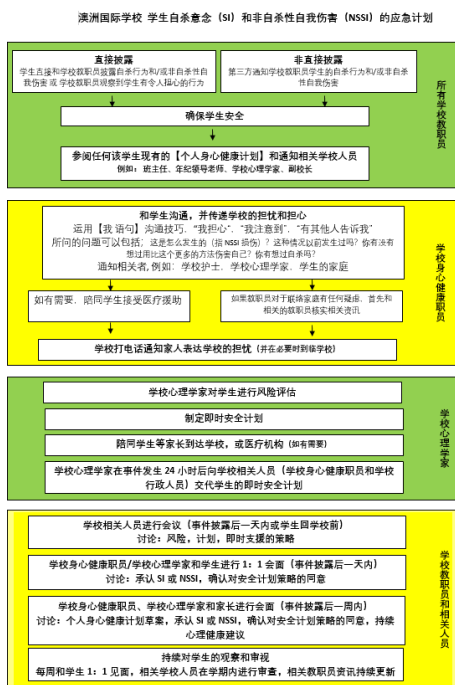 澳洲国际学校 学生自杀意念（SI）和非自杀性自我伤害（NSSI）的应急计划
直接披露
学生直接和学校教职员披露自杀行为和/或非自杀性自
我伤害 或 学校教职员观察到学生有令人担心的行为
非直接披露
第三方通知学校教职员学生的自杀行为和/或非自杀
性自我伤害
确保学生安全
参阅任何该学生现有的【个人身心健康计划】和通知相关学校人员
例如：班主任、年纪领导老师、学校心理学家、副校长
所有学校教职员
和学生沟通，并传递学校的担忧和担心
运用【我 语句】沟通技巧．“我担心”．“我注意到”．“有其他人告诉我”
所问的问题可以包括；这是怎么发生的（指 NSSI 损伤）？这种情况以前发生过吗？你有没有
想过用比这个更多的方法伤害自己？你有想过自杀吗？
通知相关者, 例如：学校护士．学校心理学家．学生的家庭
如有需要．陪同学生接受医疗援助
如果教职员对于联络家庭有任何疑虑．首先和
相关的教职员核实相关资讯
学校打电话通知家人表达学校的担忧（并在必要时到临学校）
学校身心健康职员
学校心理学家对学生进行风险评估
制定即时安全计划
陪同学生等家长到达学校，或医疗机构（如有需要）
学校心理学家在事件发生 24 小时后向学校相关人员（学校身心健康职员和学校
行政人员）交代学生的即时安全计划
学校心理学家
学校相关人员进行会议（事件披露后一天内或学生回学校前）
讨论：风险，计划，即时支援的策略
学校身心健康职员/学校心理学家和学生进行 1：1 会面（事件披露后一天内）
讨论：承认 SI 或 NSSI，确认对安全计划策略的同意
学校身心健康职员、学校心理学家和家长进行会面（事件披露后一周内）
讨论：个人身心健康计划草案，承认 SI 或 NSSI，确认对安全计划策略的同意，持续
心理健康建议
持续对学生的观察和审视
每周和学生 1：1 见面，相关学校人员在学期内进行审查，相关教职员资讯持续更新
学校教职员和相关人员